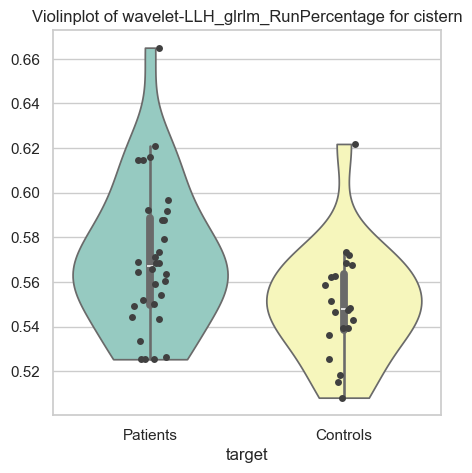 Violinplot of wavelet-LLH_glrlm_RunPercentage for cistern
0.66
0.64
0.62
0.60
0.58
0.56
0.54
0.52
Patients Controls
target